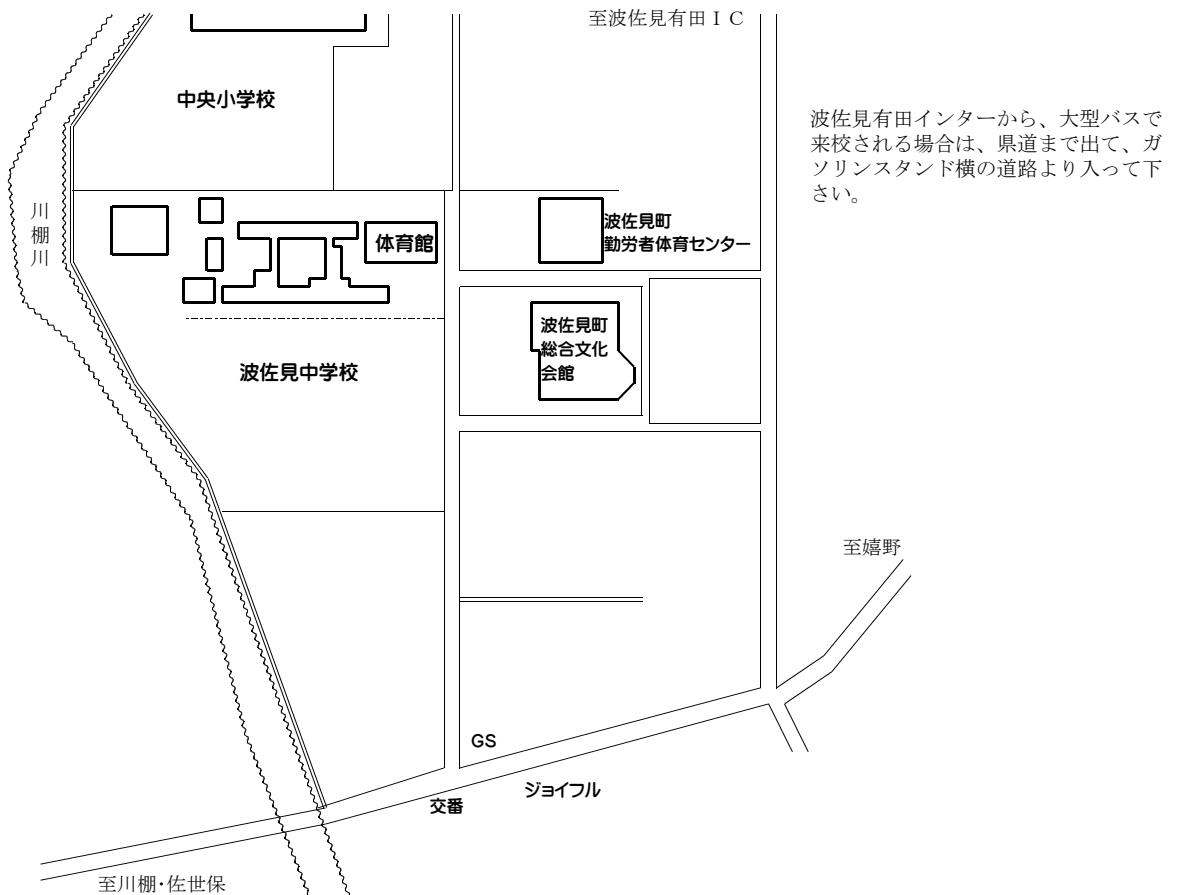 至波佐見有田ＩＣ
中央小学校
波佐見有田インターから、大型バスで
来校される場合は、県道まで出て、ガ
ソリンスタンド横の道路より入って下
さい。
川
棚
川
体育館
波佐見町
勤労者体育センター
波佐見町
総合文化
会館
波佐見中学校
至嬉野
GS
ジョイフル
交番
至川棚・佐世保